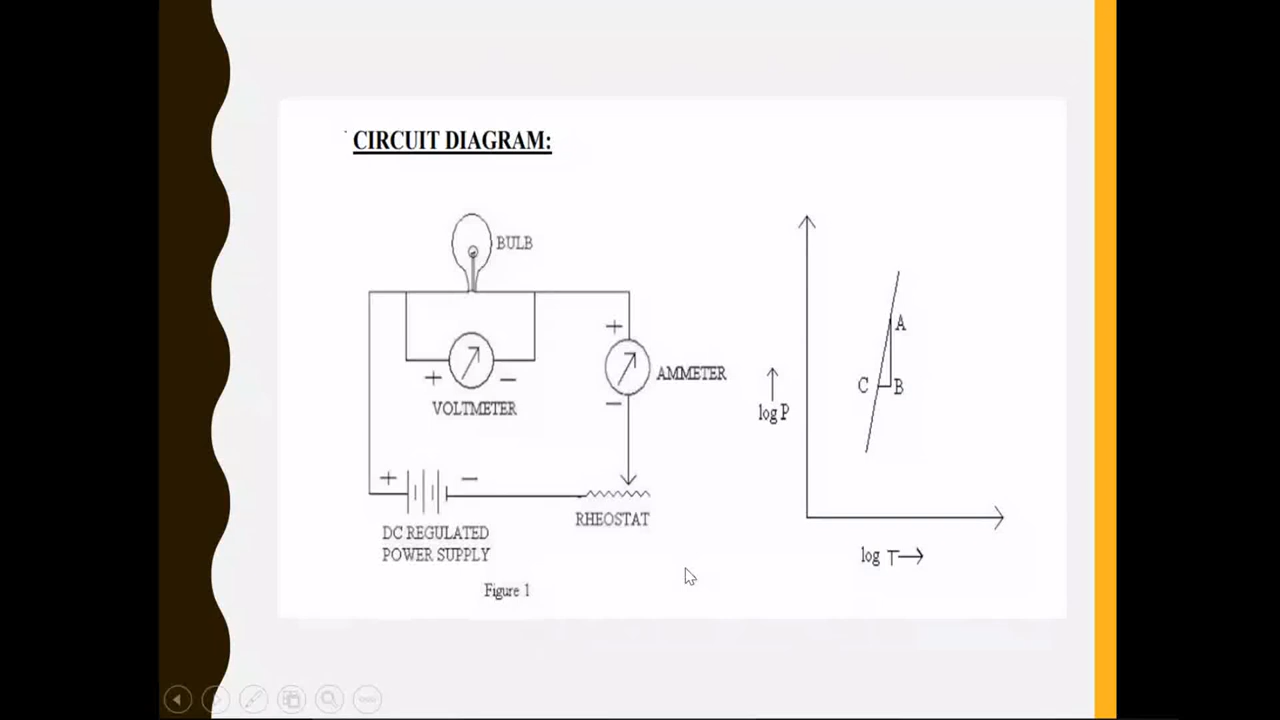 CIRCUIT DIAGRAM:
BULB
+
AMMETER
−
+ −
VOLTMETER
+ −
DC REGULATED
POWER SUPPLY
RHEOSTAT
Figure 1
A
C B
log P
log T